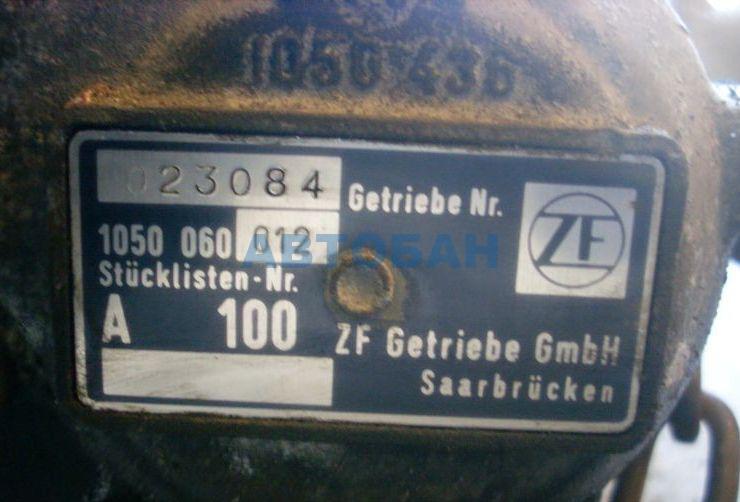 1050 436
023084 Getriebe Nr.
ZF
1050 060 012
АВТОБАН
Stücklisten-Nr.
A 100
ZF Getriebe GmbH
Saarbrücken